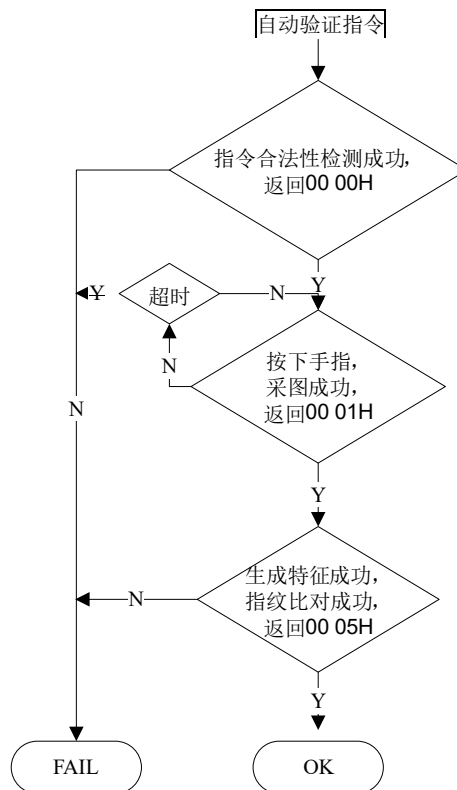 自动验证指令
指令合法性检测成功,
返回00 00H
Y
Y
超时
N
N
按下手指,
采图成功,
返回00 01H
N
Y
生成特征成功,
指纹比对成功,
返回00 05H
N
Y
FAIL
OK